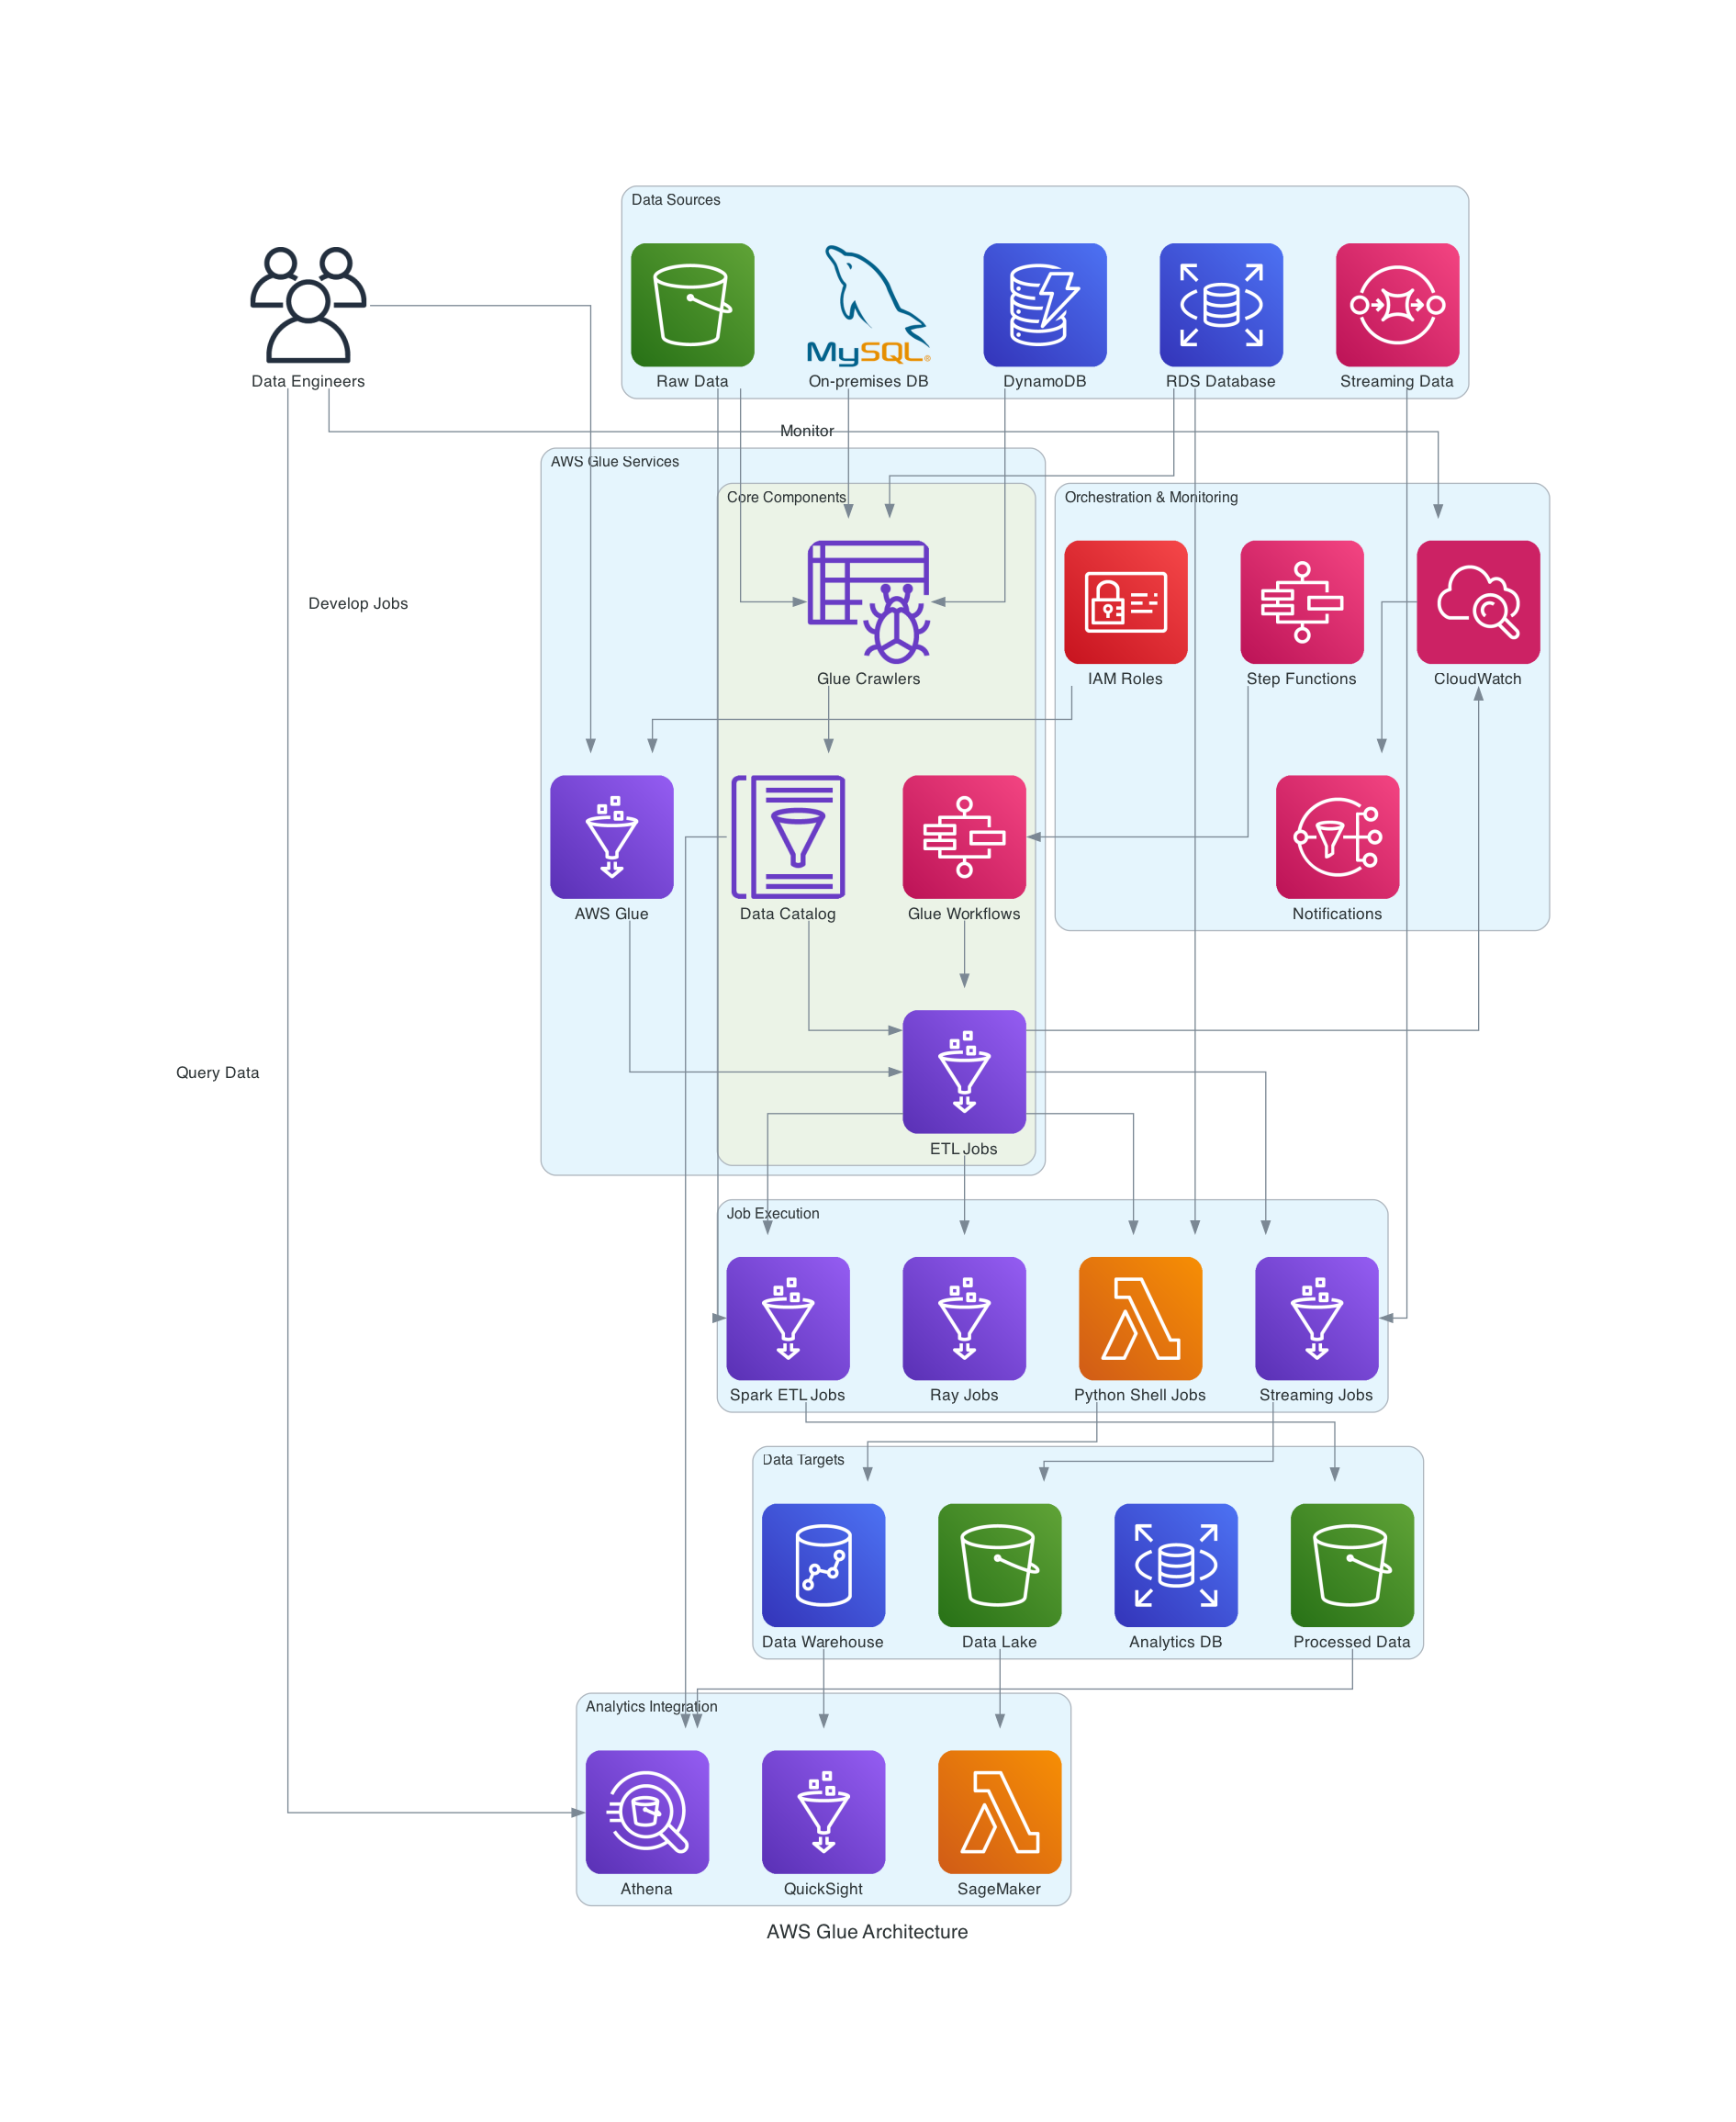 Data Sources
Data Engineers
Raw Data
MySQL®
On-premises DB
DynamoDB
RDS Database
Streaming Data
Monitor
AWS Glue Services
Core Components
Orchestration & Monitoring
Develop Jobs
Glue Crawlers
IAM Roles
Step Functions
CloudWatch
AWS Glue
Data Catalog
Glue Workflows
Notifications
Query Data
ETL Jobs
Job Execution
Spark ETL Jobs
Ray Jobs
Python Shell Jobs
Streaming Jobs
Data Targets
Data Warehouse
Data Lake
Analytics DB
Processed Data
Analytics Integration
Athena
QuickSight
SageMaker
AWS Glue Architecture